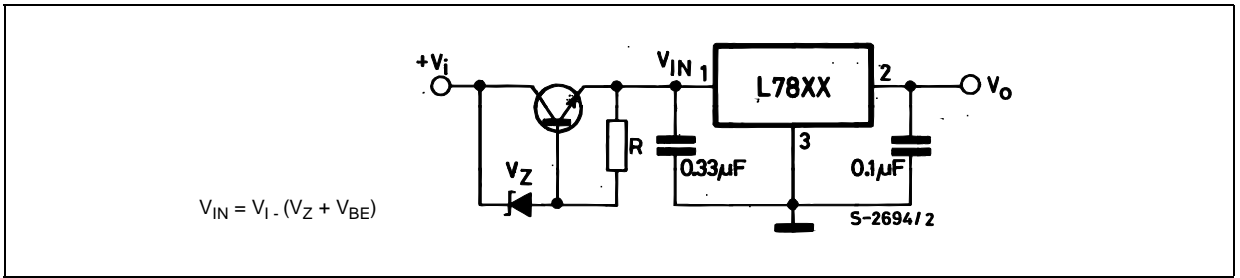 +Vi
VIN
1
L78XX
2
Vo
3
R
VZ
0.33µF
0.1µF
VIN = VI - (VZ + VBE)
S-2694/2